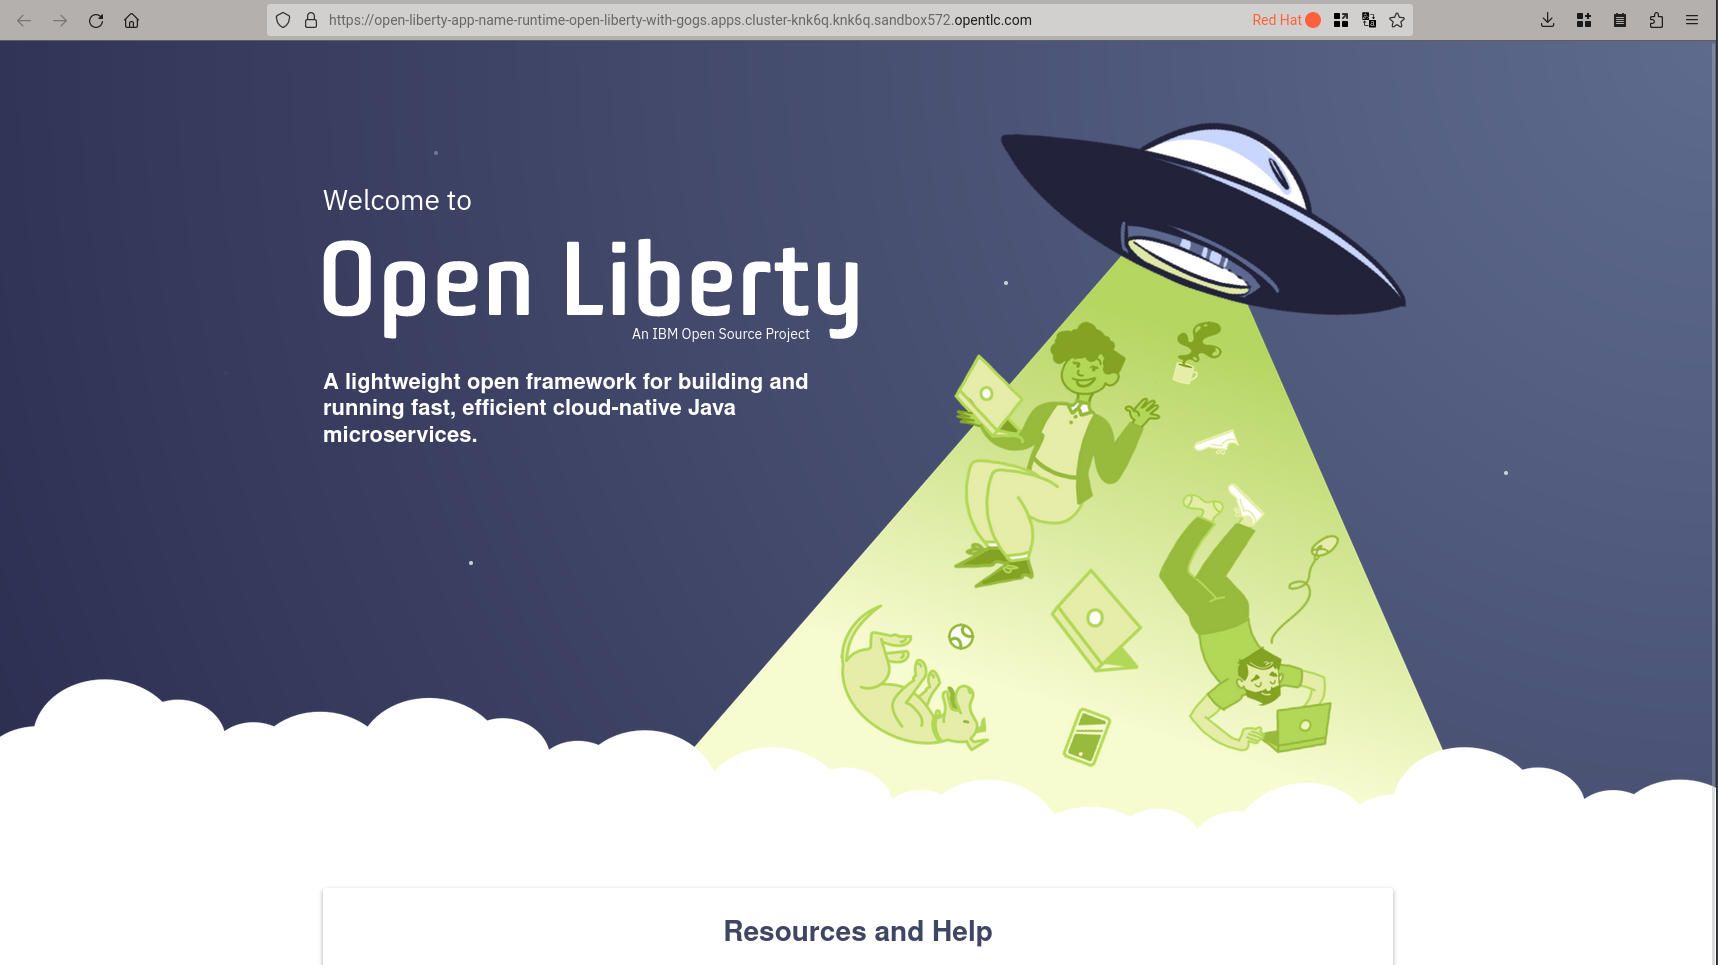 https://open-liberty-app-name-runtime-open-liberty-with-gogs.apps.cluster-knk6q.knk6q.sandbox572.opentlc.com
Red Hat
Welcome to
Open Liberty
An IBM Open Source Project
A lightweight open framework for building and
running fast, efficient cloud-native Java
microservices.
Resources and Help